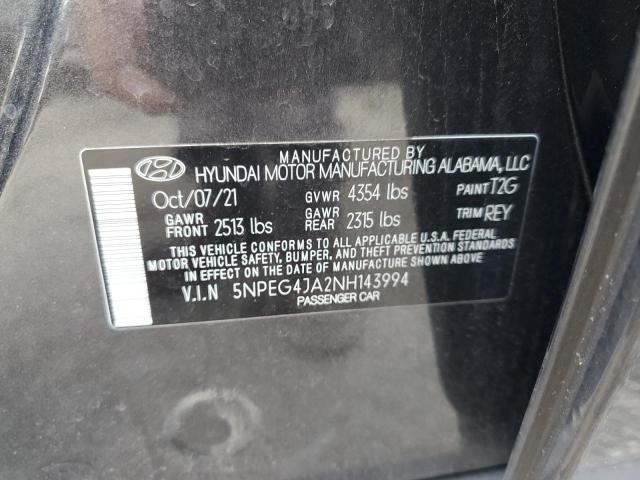 MANUFACTURED BY
HYUNDAI MOTOR MANUFACTURING ALABAMA, LLC
Oct/07/21 GVWR 4354 lbs PAINT T2G
GAWR FRONT 2513 lbs GAWR REAR 2315 lbs TRIM REY
THIS VEHICLE CONFORMS TO ALL APPLICABLE U.S.A. FEDERAL
MOTOR VEHICLE SAFETY, BUMPER, AND THEFT PREVENTION STANDARDS
IN EFFECT ON THE DATE OF MANUFACTURE SHOWN ABOVE.
V.I.N 5NPEG4JA2NH143994
PASSENGER CAR